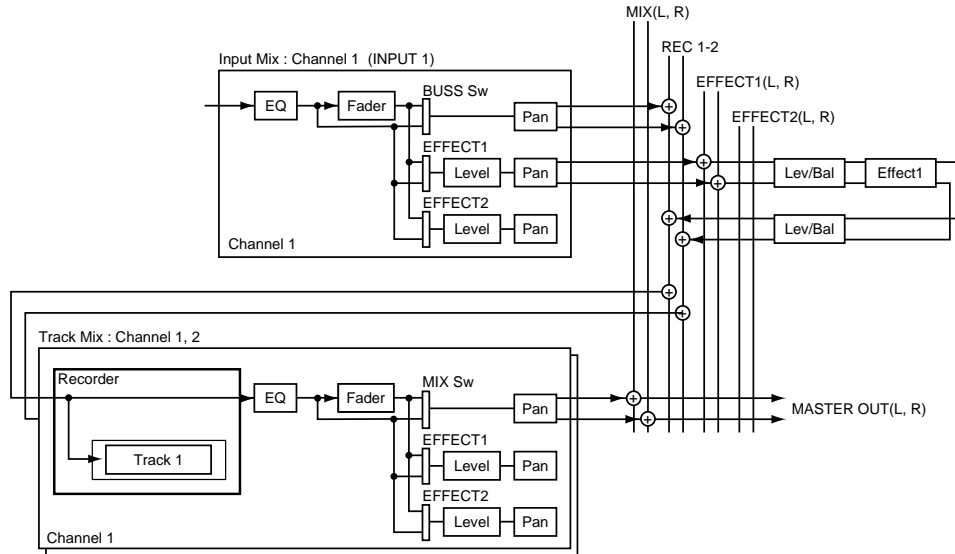 MIX(L, R)
REC 1-2
Input Mix : Channel 1 (INPUT 1)
EFFECT1(L, R)
BUSS Sw
EQ
Fader
Pan
EFFECT2(L, R)
EFFECT1
Level
Pan
Lev/Bal
Effect1
EFFECT2
Level
Pan
Lev/Bal
Channel 1
Track Mix : Channel 1, 2
Recorder
EQ
Fader
MIX Sw
Pan
MASTER OUT(L, R)
EFFECT1
Track 1
Level
Pan
EFFECT2
Level
Pan
Channel 1